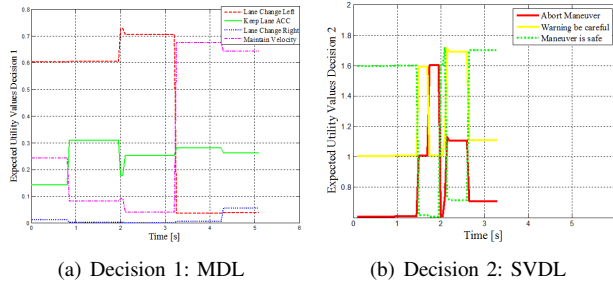 Expected Utility Values Decision 1
0.8
0.7
0.6
0.5
0.4
0.3
0.2
0.1
0
0 1 2 3 4 5 6
Time [s]
Lane Change Left
Keep Lane ACC
Lane Change Right
Maintain Velocity
(a) Decision 1: MDL
Expected Utility Values Decision 2
1.8
1.6
1.4
1.2
1
0.8
0 1 2 3 4 5
Time [s]
Abort Maneuver
Warning be careful
Maneuver is safe
(b) Decision 2: SVDL